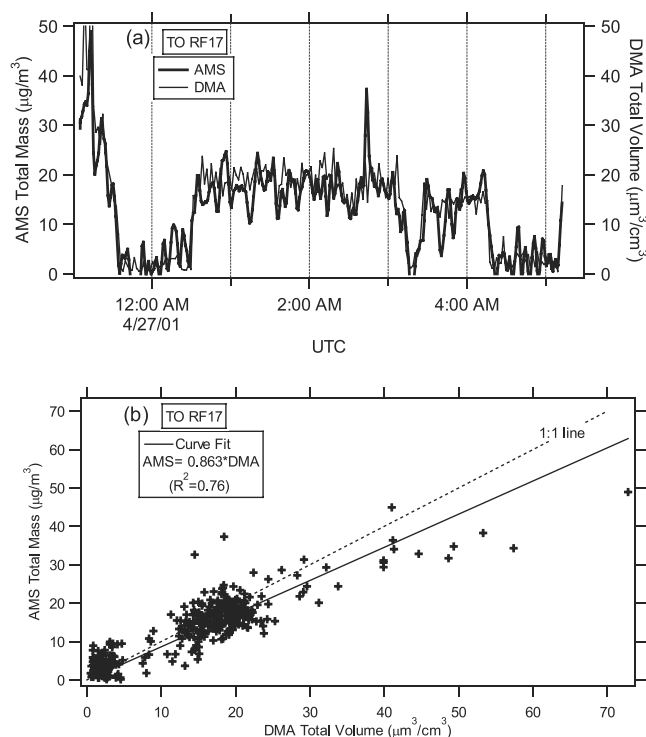 (a)
TO RF17
AMS
DMA
AMS Total Mass (μg/m³)
50
40
30
20
10
0
DMA Total Volume (μm³/cm³)
50
40
30
20
10
0
12:00 AM
4/27/01
2:00 AM
4:00 AM
UTC
(b)
TO RF17
Curve Fit
AMS= 0.863*DMA
(R²=0.76)
1:1 line
AMS Total Mass (μg/m³)
70
60
50
40
30
20
10
0
0 10 20 30 40 50 60 70
DMA Total Volume (μm³/cm³)